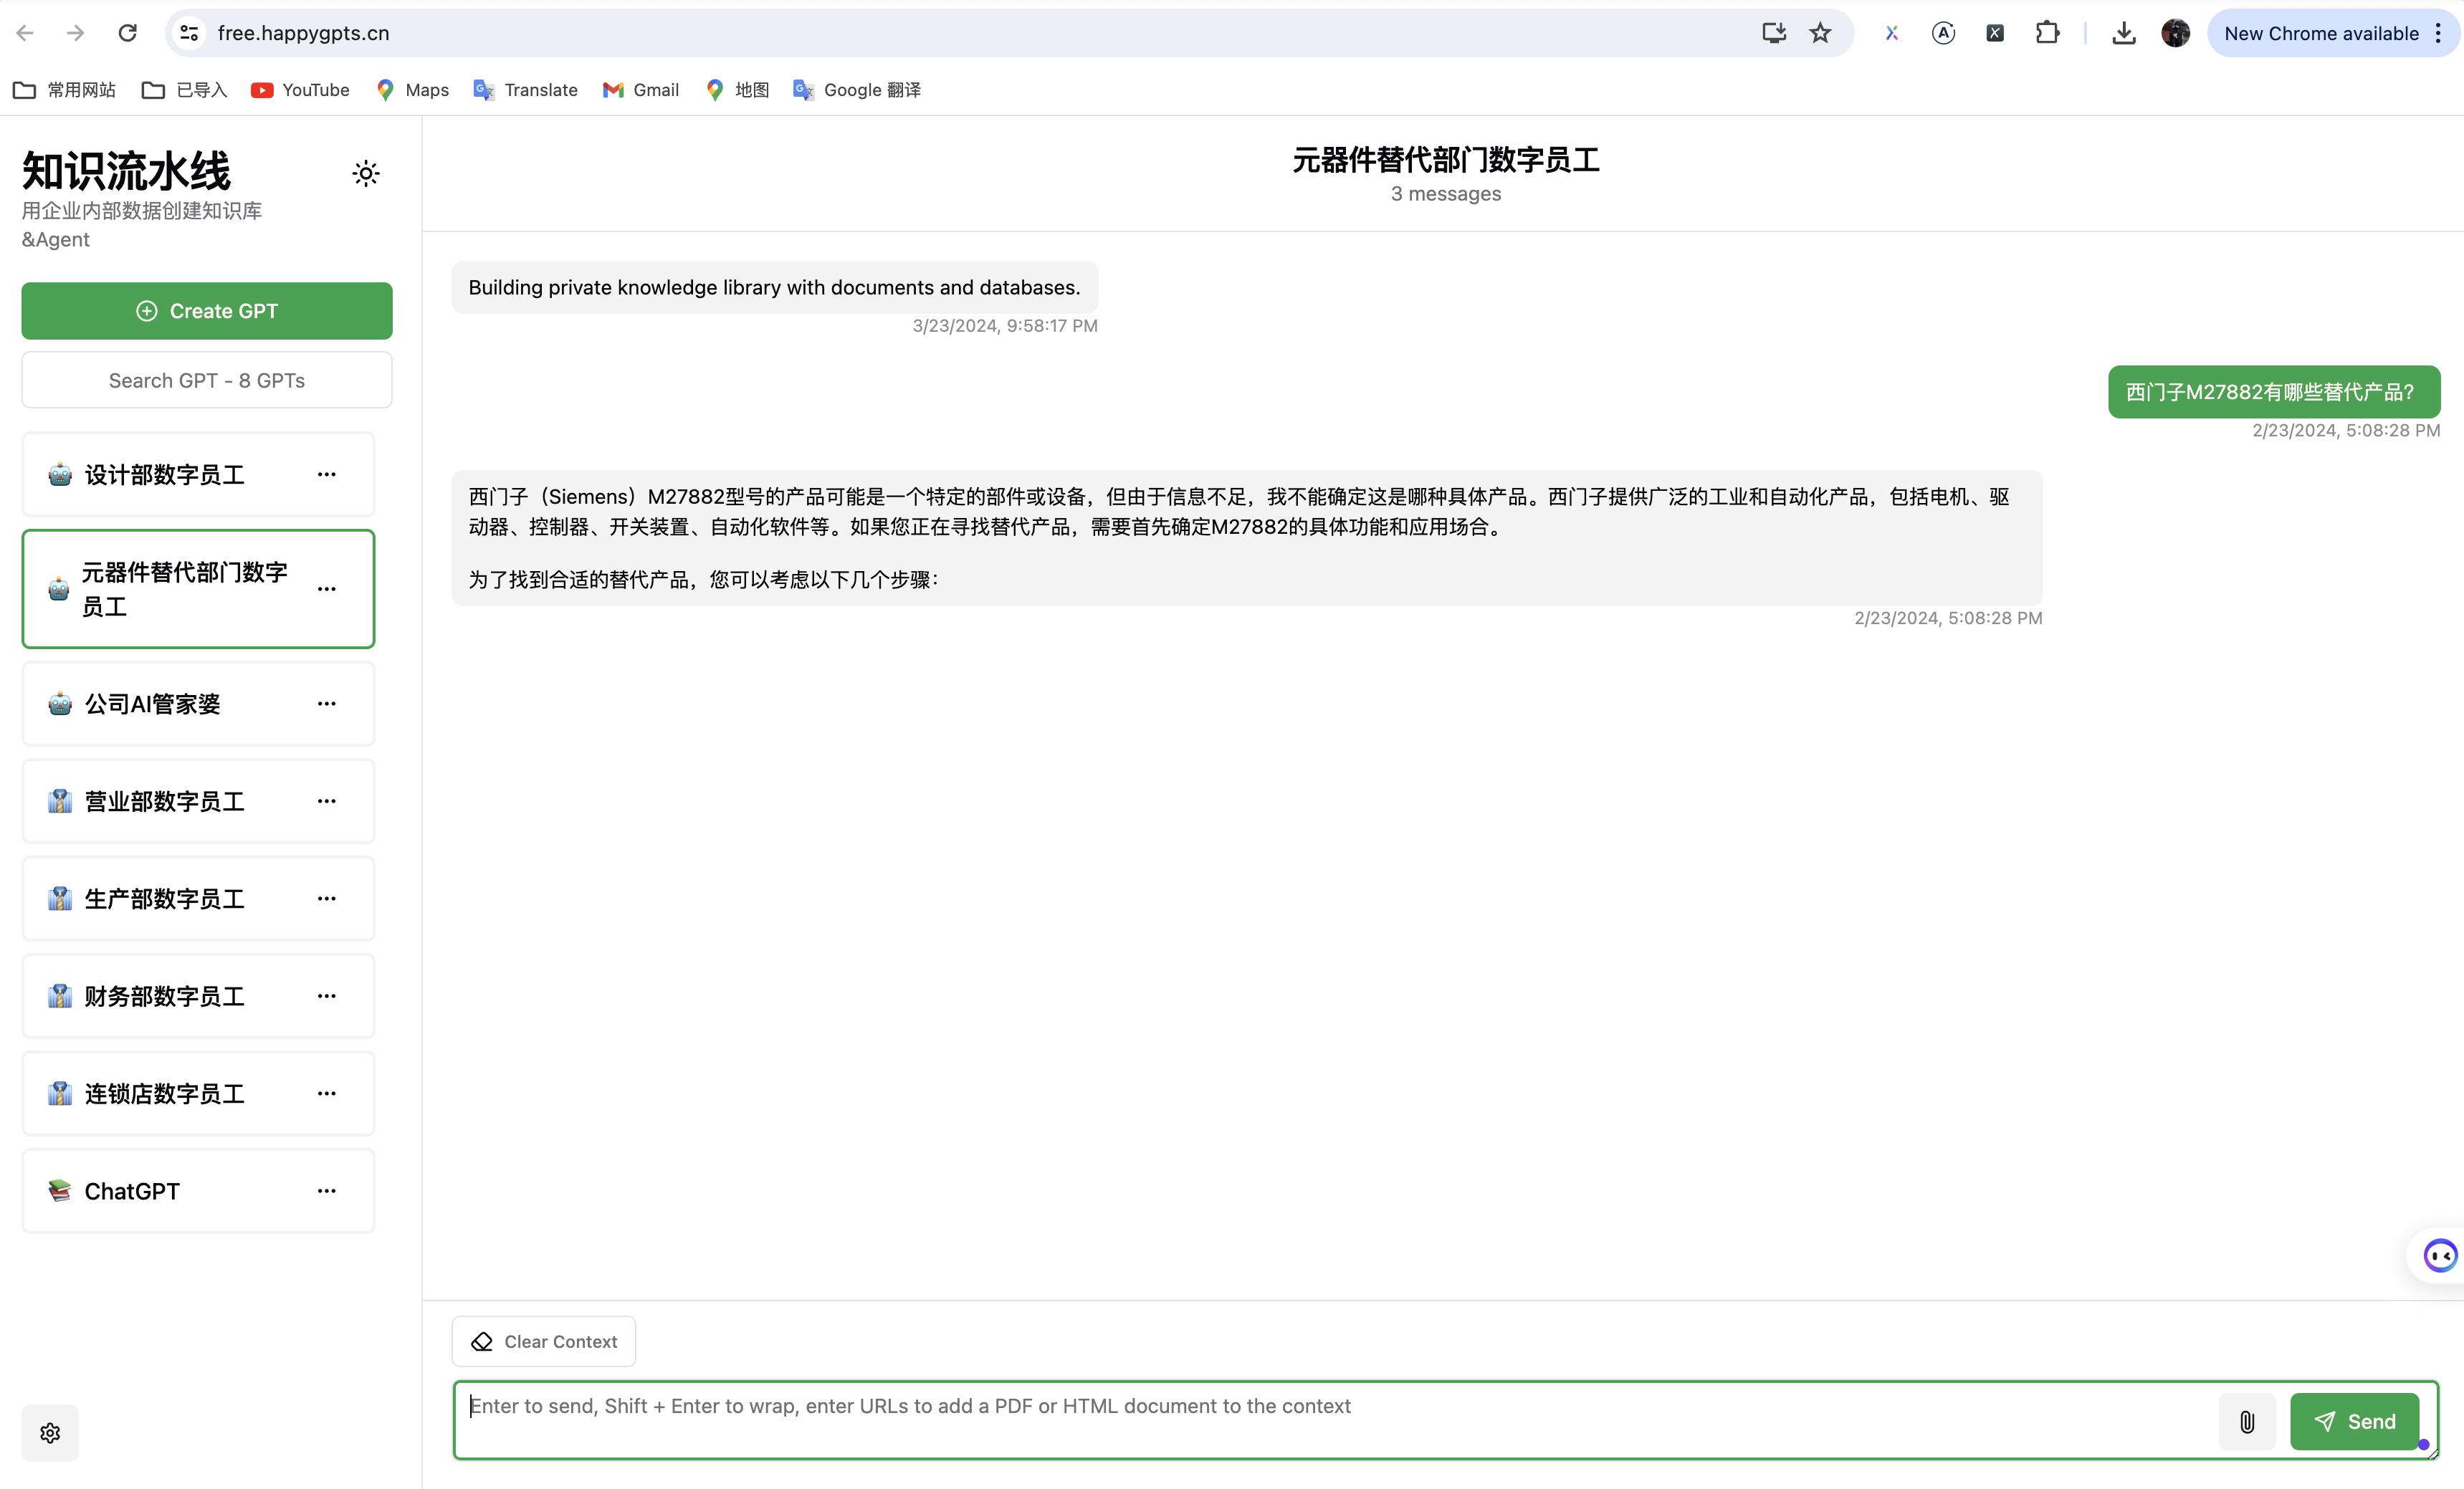 free.happygpts.cn
New Chrome available
常用网站
已导入
YouTube
Maps
Translate
Gmail
地图
Google 翻译
知识流水线
用企业内部数据创建知识库
&Agent
Create GPT
Search GPT - 8 GPTs
设计部数字员工
元器件替代部门数字
员工
公司AI管家婆
营业部数字员工
生产部数字员工
财务部数字员工
连锁店数字员工
ChatGPT
元器件替代部门数字员工
3 messages
Building private knowledge library with documents and databases.
3/23/2024, 9:58:17 PM
西门子M27882有哪些替代产品?
2/23/2024, 5:08:28 PM
西门子（Siemens）M27882型号的产品可能是一个特定的部件或设备，但由于信息不足，我不能确定这是哪种具体产品。西门子提供广泛的工业和自动化产品，包括电机、驱
动器、控制器、开关装置、自动化软件等。如果您正在寻找替代产品，需要首先确定M27882的具体功能和应用场合。
为了找到合适的替代产品，您可以考虑以下几个步骤：
2/23/2024, 5:08:28 PM
Clear Context
Enter to send, Shift + Enter to wrap, enter URLs to add a PDF or HTML document to the context
Send